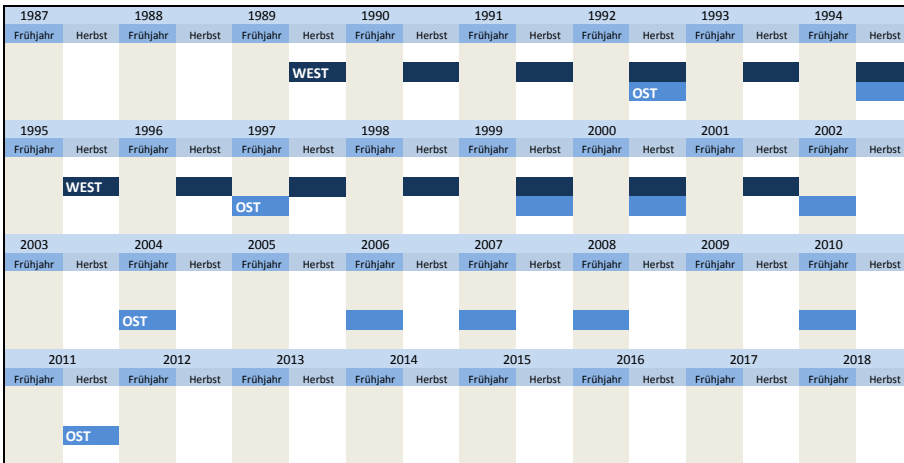 1987 1988 1989 1990 1991 1992 1993 1994
Frühjahr Herbst Frühjahr Herbst Frühjahr Herbst Frühjahr Herbst Frühjahr Herbst Frühjahr Herbst Frühjahr Herbst Frühjahr Herbst
WEST
OST
1995 1996 1997 1998 1999 2000 2001 2002
Frühjahr Herbst Frühjahr Herbst Frühjahr Herbst Frühjahr Herbst Frühjahr Herbst Frühjahr Herbst Frühjahr Herbst Frühjahr Herbst
WEST
OST
2003 2004 2005 2006 2007 2008 2009 2010
Frühjahr Herbst Frühjahr Herbst Frühjahr Herbst Frühjahr Herbst Frühjahr Herbst Frühjahr Herbst Frühjahr Herbst Frühjahr Herbst
OST
2011 2012 2013 2014 2015 2016 2017 2018
Frühjahr Herbst Frühjahr Herbst Frühjahr Herbst Frühjahr Herbst Frühjahr Herbst Frühjahr Herbst Frühjahr Herbst Frühjahr Herbst
OST